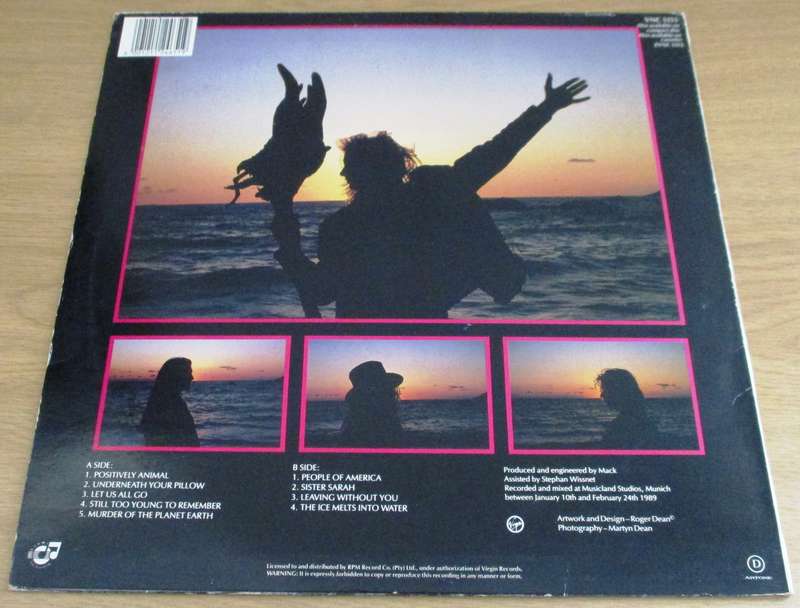 A SIDE:
1. POSITIVELY ANIMAL
2. UNDERNEATH YOUR PILLOW
3. LET US ALL GO
4. STILL TOO YOUNG TO REMEMBER
5. MURDER OF THE PLANET EARTH
B SIDE:
1. PEOPLE OF AMERICA
2. SISTER SARAH
3. LEAVING WITHOUT YOU
4. THE ICE MELTS INTO WATER
Produced and engineered by Mack
Assisted by Stephan Wissnet
Recorded and mixed at Musicland Studios, Munich
between January 10th and February 24th 1989
Virgin
Artwork and Design – Roger Dean©
Photography – Martyn Dean
Licensed to and distributed by RPM Record Co. (Pty) Ltd., under authorization of Virgin Records.
WARNING: It is expressly forbidden to copy or reproduce this recording in any manner or form.
D